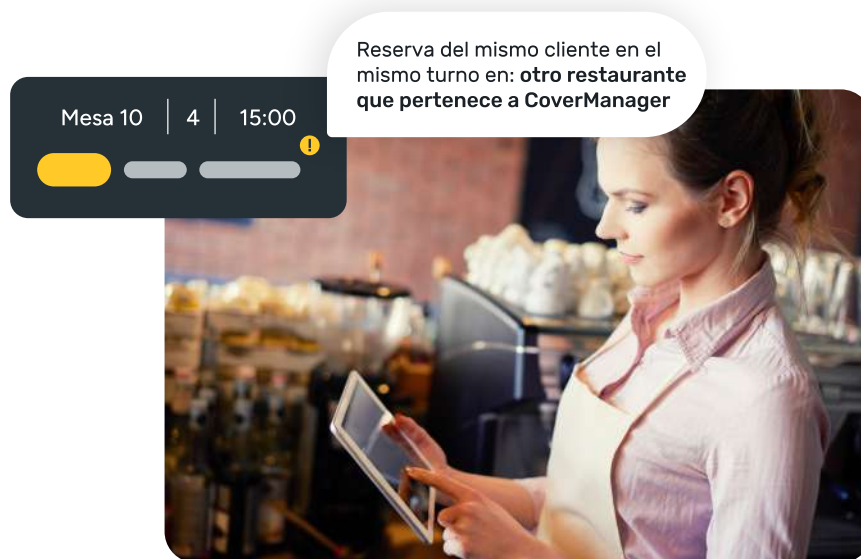 Reserva del mismo cliente en el
mismo turno en: otro restaurante
que pertenece a CoverManager
Mesa 10 | 4 | 15:00
!